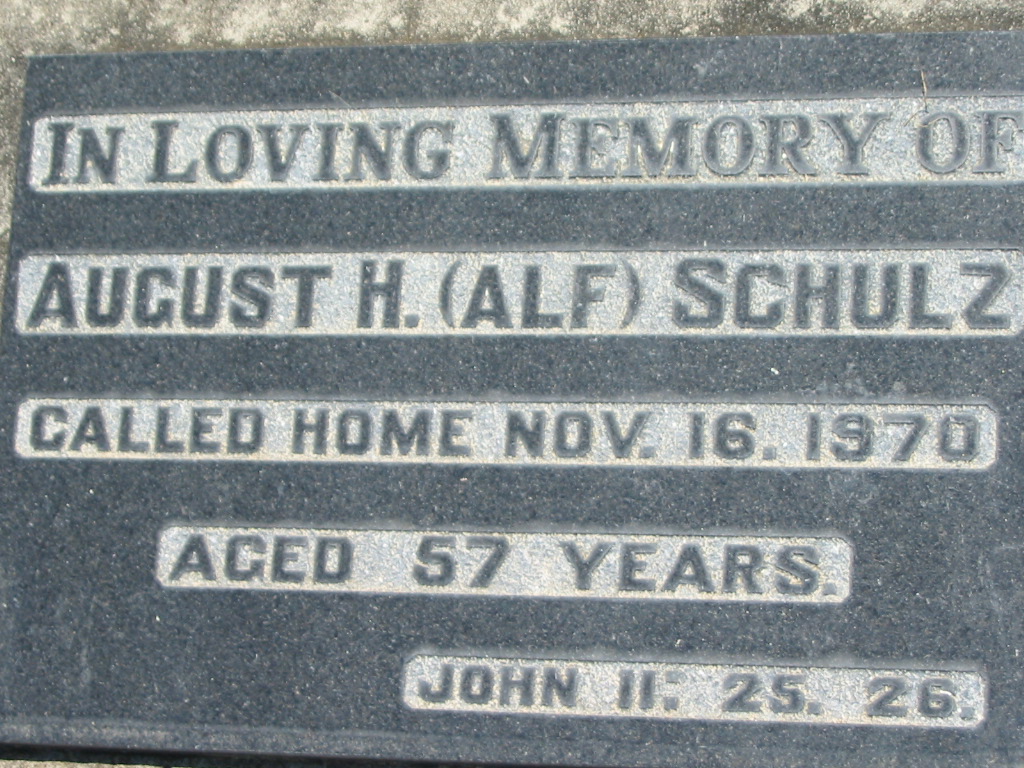 IN LOVING MEMORY OF
AUGUST H. (ALF) SCHULZ
CALLED HOME NOV. 16. 1970
AGED 57 YEARS.
JOHN 11: 25. 26.